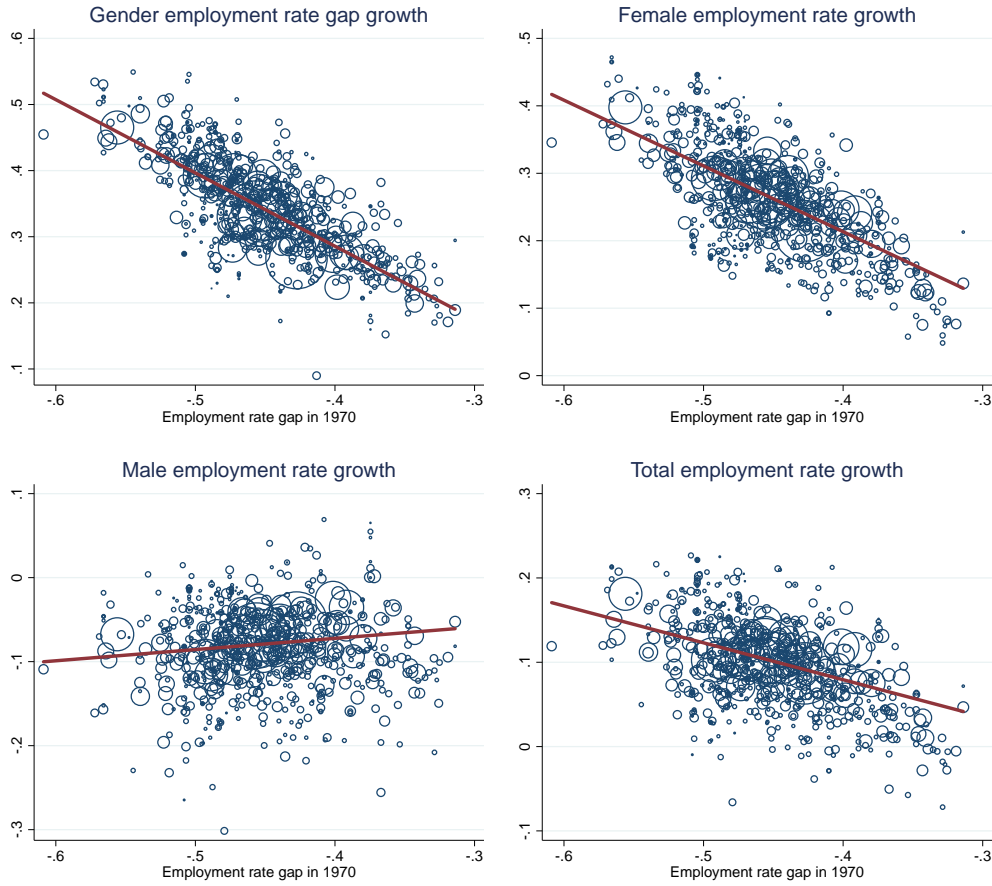 Gender employment rate gap growth
.6
.5
.4
.3
.2
.1
-.6 -.5 -.4 -.3
Employment rate gap in 1970
Female employment rate growth
.5
.4
.3
.2
.1
0
-.6 -.5 -.4 -.3
Employment rate gap in 1970
Male employment rate growth
.1
0
-.1
-.2
-.3
-.6 -.5 -.4 -.3
Employment rate gap in 1970
Total employment rate growth
.3
.2
.1
0
-.1
-.6 -.5 -.4 -.3
Employment rate gap in 1970